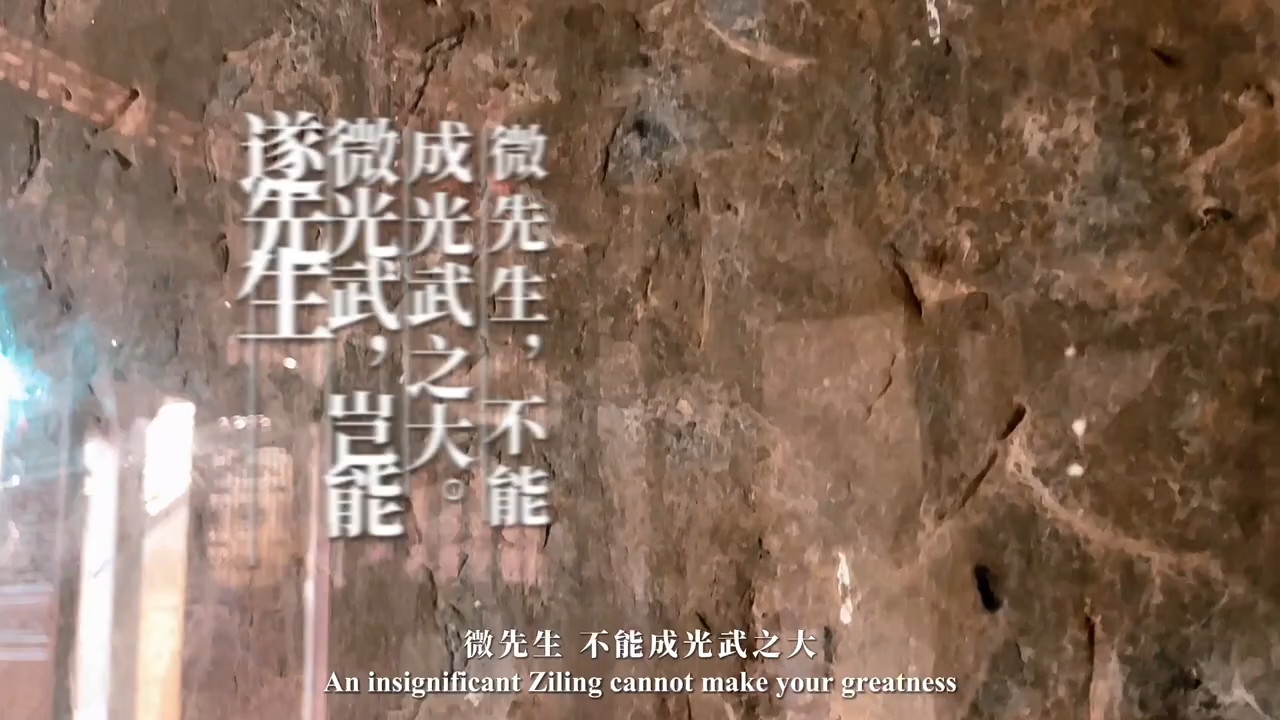 微先生，不能
成光武之大。
微光武，岂能
遂先生
微先生 不能成光武之大
An insignificant Ziling cannot make your greatness